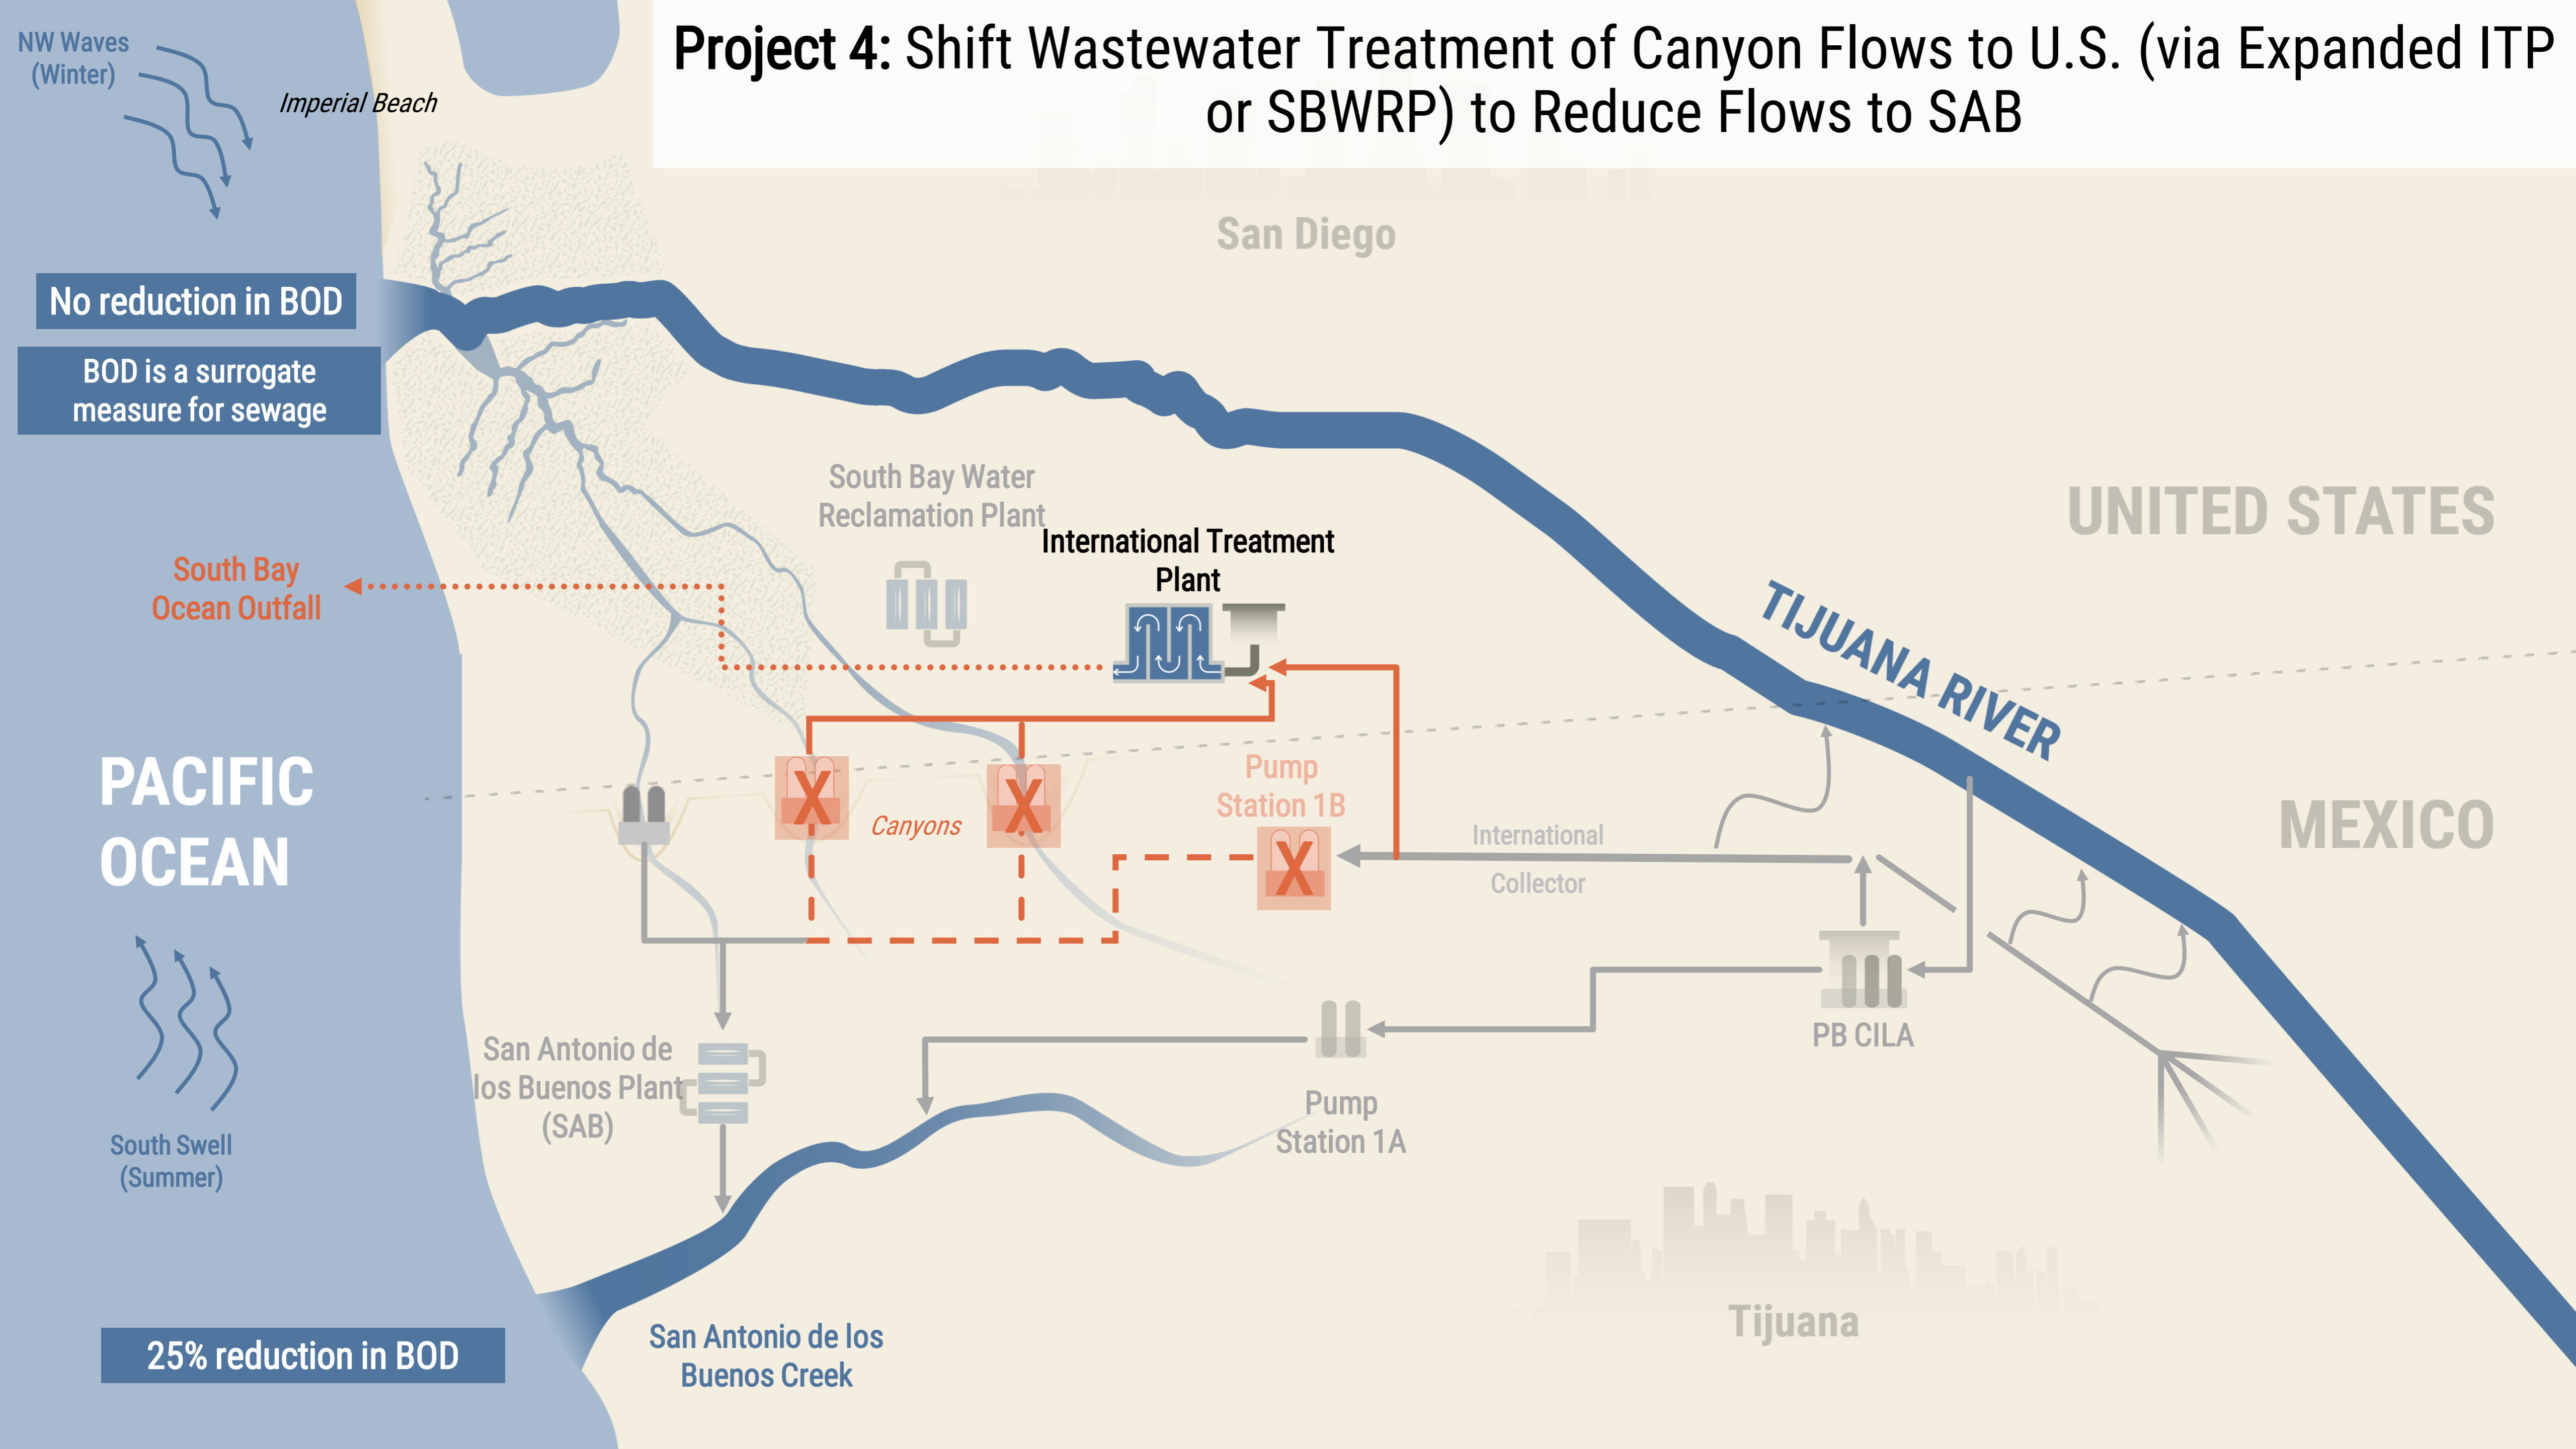 Project 4: Shift Wastewater Treatment of Canyon Flows to U.S. (via Expanded ITP
or SBWRP) to Reduce Flows to SAB
NW Waves
(Winter)
Imperial Beach
San Diego
No reduction in BOD
BOD is a surrogate
measure for sewage
South Bay Water
Reclamation Plant
International Treatment
Plant
UNITED STATES
South Bay
Ocean Outfall
TIJUANA RIVER
PACIFIC
OCEAN
X
X
Canyons
Pump
Station 1B
X
International
Collector
MEXICO
San Antonio de
los Buenos Plant
(SAB)
PB CILA
Pump
Station 1A
South Swell
(Summer)
Tijuana
25% reduction in BOD
San Antonio de los
Buenos Creek